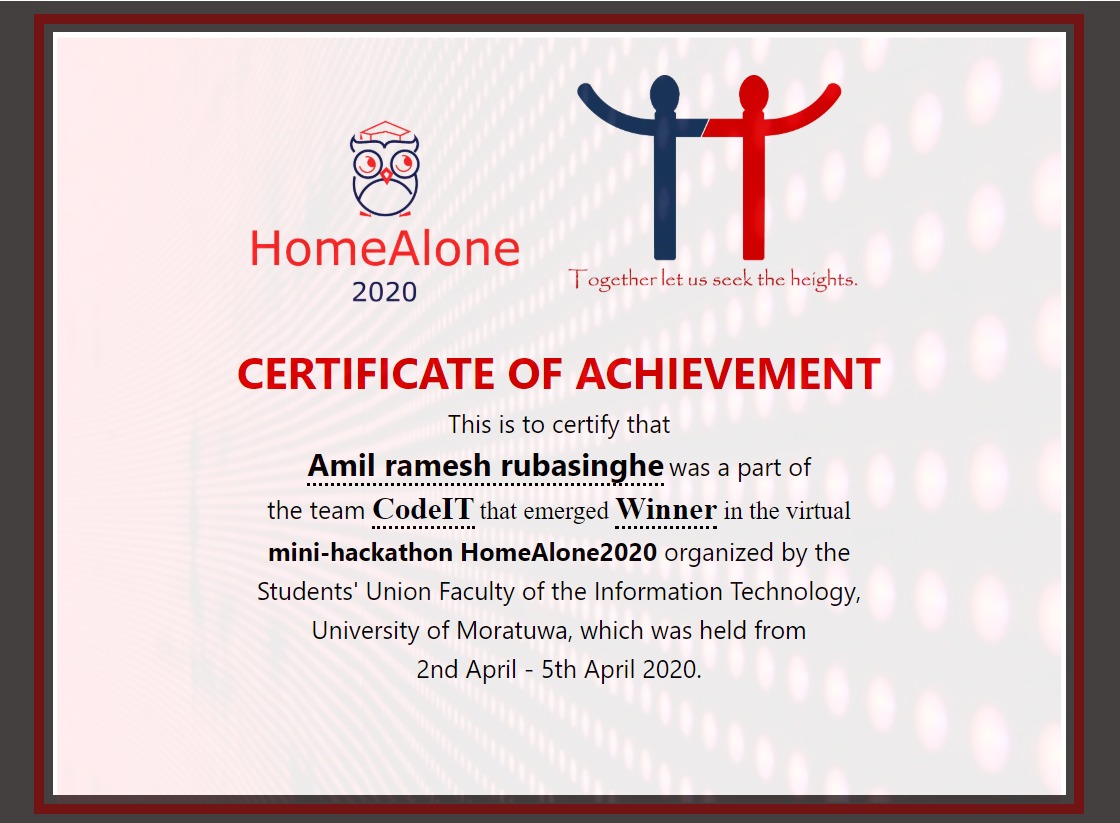 HomeAlone
2020
Together let us seek the heights.
CERTIFICATE OF ACHIEVEMENT
This is to certify that
Amil ramesh rubasinghe was a part of
the team CodeIT that emerged Winner in the virtual
mini-hackathon HomeAlone2020 organized by the
Students' Union Faculty of the Information Technology,
University of Moratuwa, which was held from
2nd April - 5th April 2020.